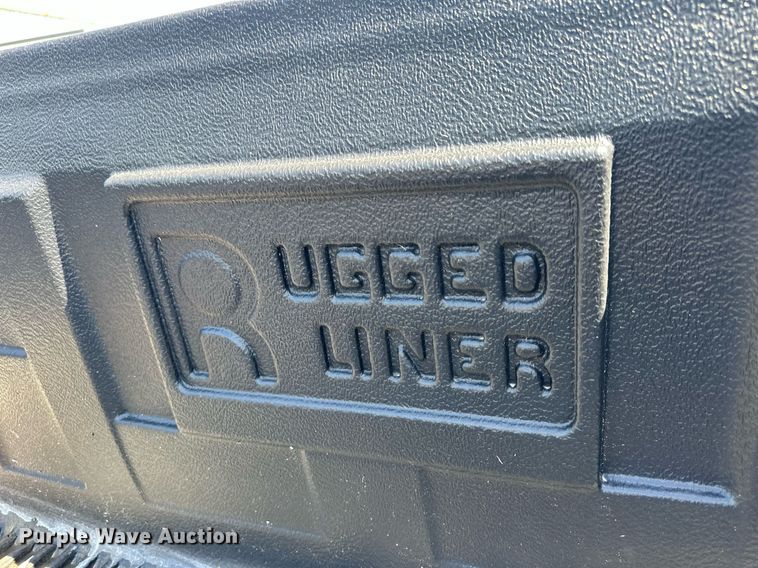 RUGGED
LINER
Purple Wave Auction